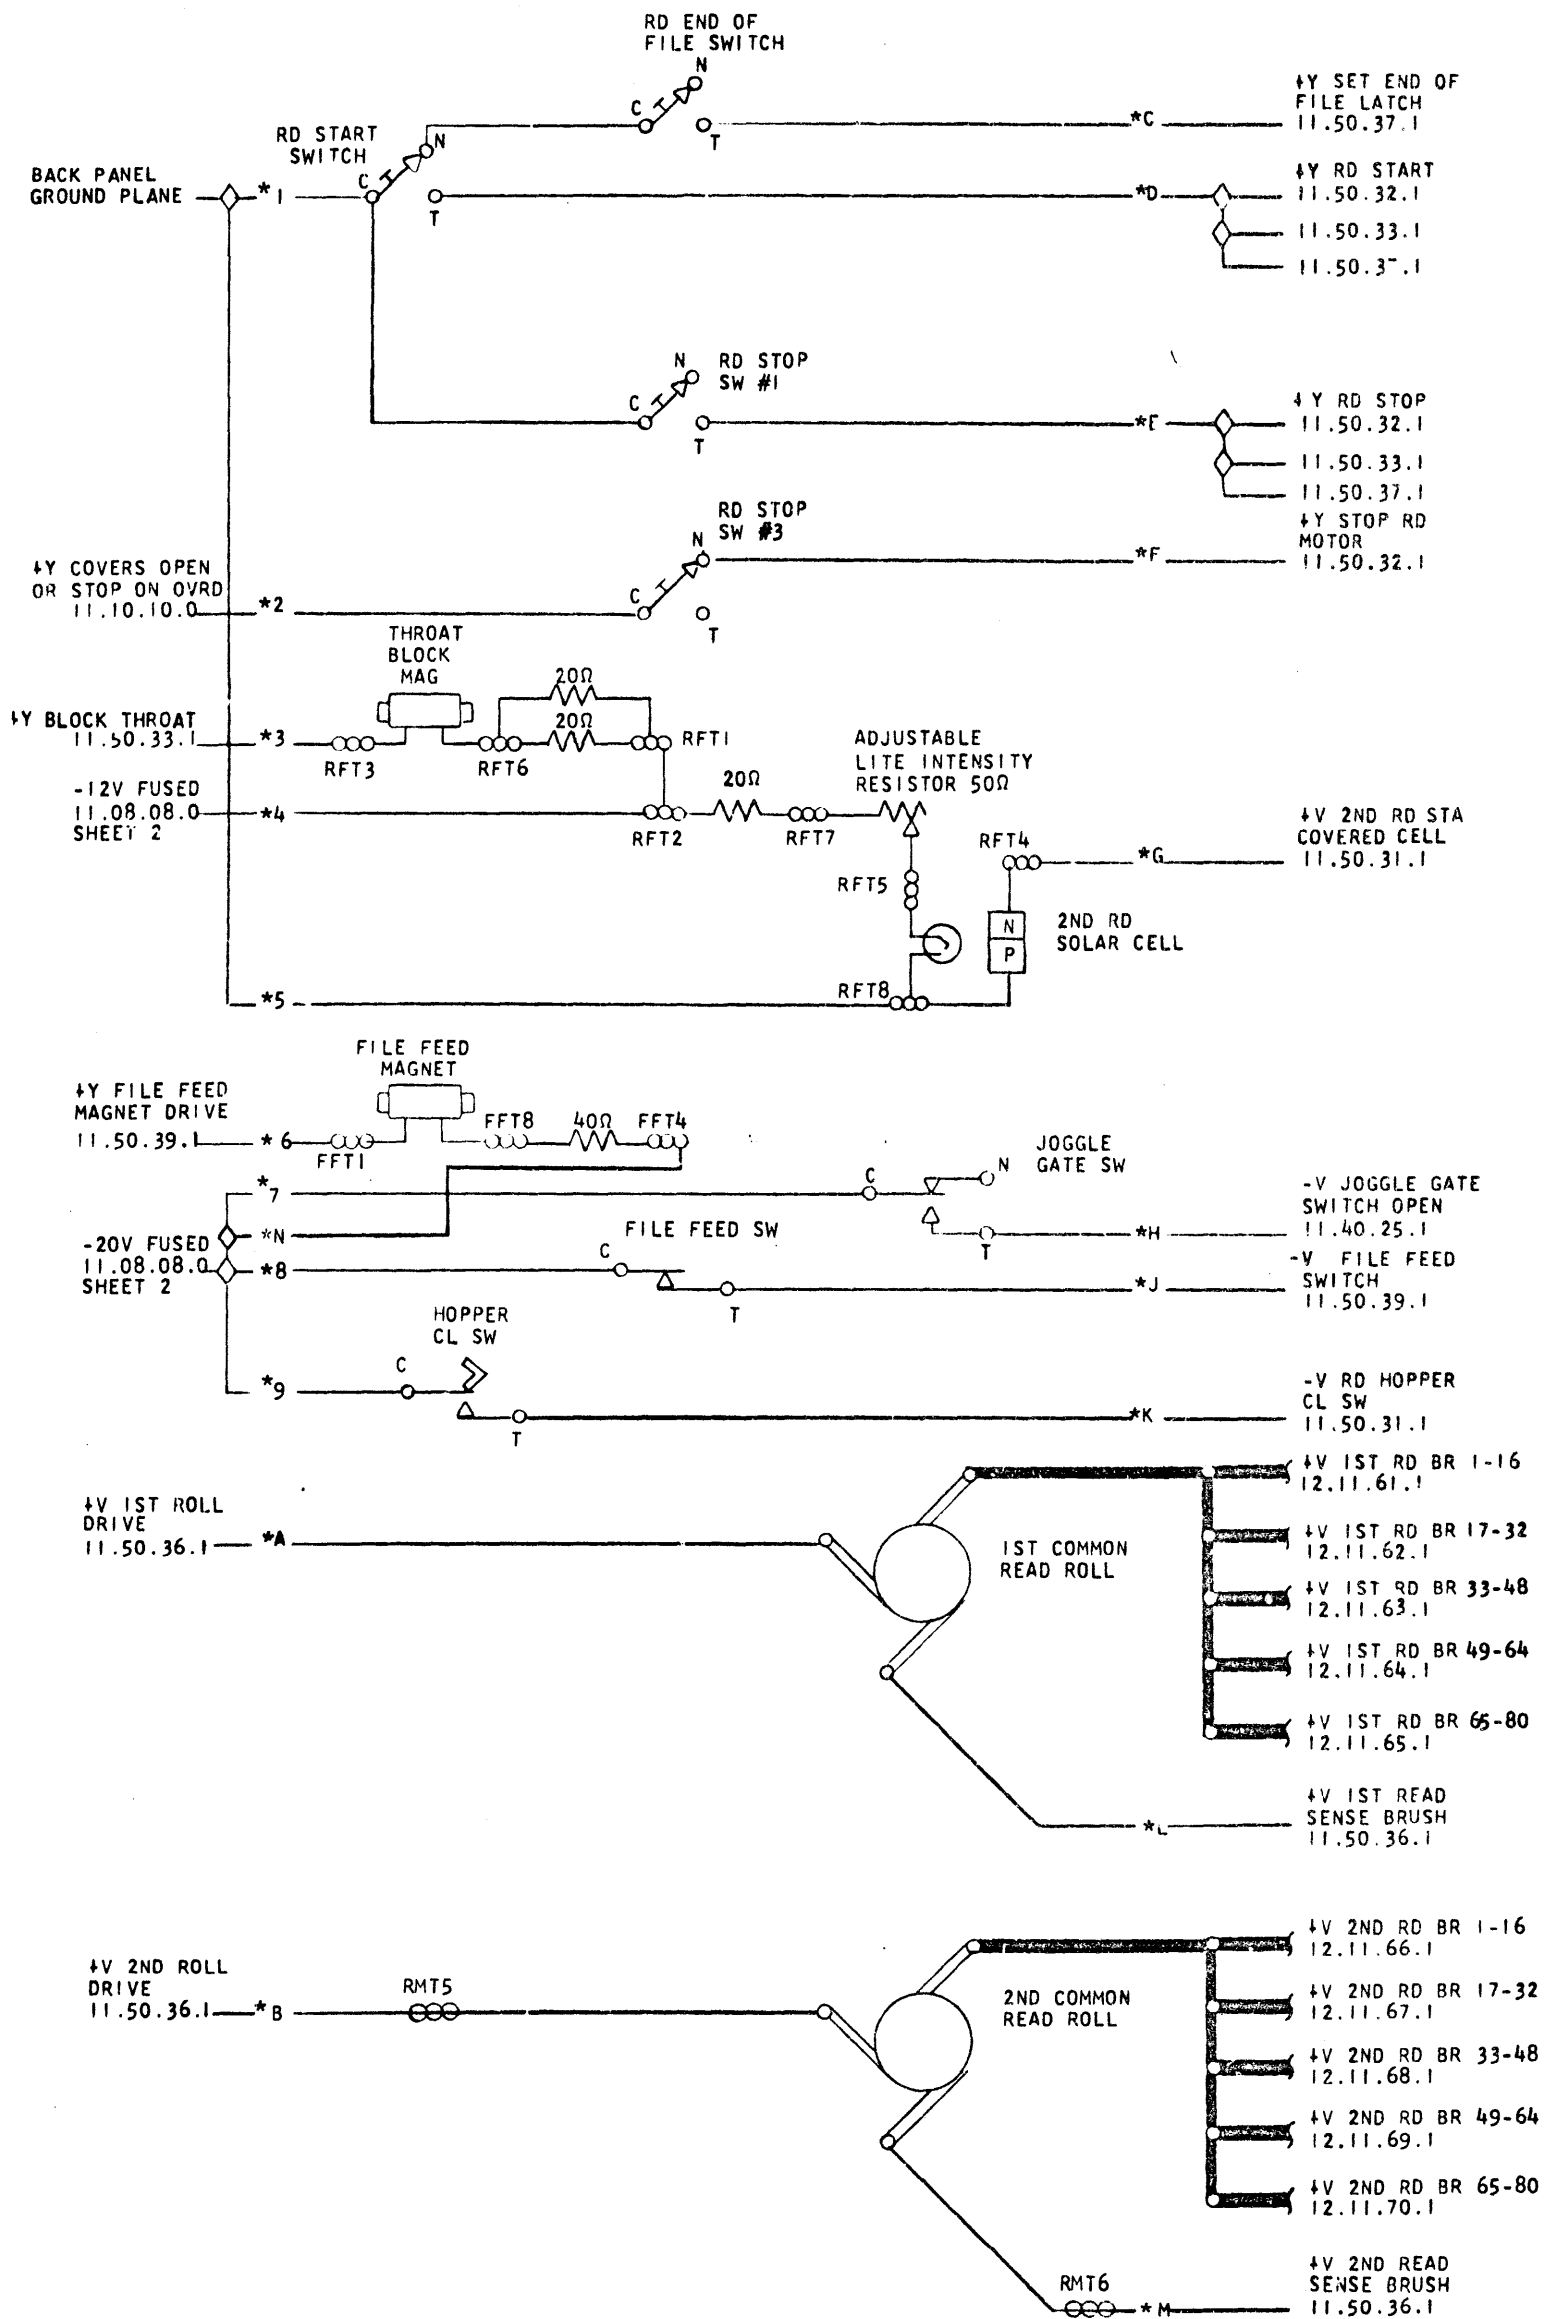 RD END OF
FILE SWITCH
N
C
T
*C
+Y SET END OF
FILE LATCH
11.50.37.1
RD START
SWITCH
N
C
T
BACK PANEL
GROUND PLANE
*1
*D
+Y RD START
11.50.32.1
11.50.33.1
RD STOP
SW #1
N
C
T
*E
+Y RD STOP
11.50.32.1
11.50.33.1
11.50.37.1
RD STOP
SW #3
N
C
T
*F
+Y STOP RD
MOTOR
11.50.32.1
+Y COVERS OPEN
OR STOP ON OVRD
11.10.10.0
*2
THROAT
BLOCK
MAG
20Ω
20Ω
+Y BLOCK THROAT
11.50.33.1
*3
RFT3
RFT6
RFT1
ADJUSTABLE
LITE INTENSITY
RESISTOR 50Ω
-12V FUSED
11.08.08.0
SHEET 2
*4
20Ω
RFT2
RFT7
RFT4
*G
+V 2ND RD STA
COVERED CELL
11.50.31.1
RFT5
N
P
2ND RD
SOLAR CELL
*5
RFT8
FILE FEED
MAGNET
+Y FILE FEED
MAGNET DRIVE
11.50.39.1
*6
FFT1
FFT8
40Ω
FFT4
JOGGLE
GATE SW
*7
C
N
T
*H
-V JOGGLE GATE
SWITCH OPEN
11.40.25.1
*N
-20V FUSED
11.08.08.0
SHEET 2
*8
FILE FEED SW
C
T
*J
-V FILE FEED
SWITCH
11.50.39.1
HOPPER
CL SW
*9
C
T
*K
-V RD HOPPER
CL SW
11.50.31.1
+V 1ST ROLL
DRIVE
11.50.36.1
*A
1ST COMMON
READ ROLL
+V 1ST RD BR 1-16
12.11.61.1
+V 1ST RD BR 17-32
12.11.62.1
+V 1ST RD BR 33-48
12.11.63.1
+V 1ST RD BR 49-64
12.11.64.1
+V 1ST RD BR 65-80
12.11.65.1
*L
+V 1ST READ
SENSE BRUSH
11.50.36.1
+V 2ND ROLL
DRIVE
11.50.36.1
*B
RMT5
2ND COMMON
READ ROLL
+V 2ND RD BR 1-16
12.11.66.1
+V 2ND RD BR 17-32
12.11.67.1
+V 2ND RD BR 33-48
12.11.68.1
+V 2ND RD BR 49-64
12.11.69.1
+V 2ND RD BR 65-80
12.11.70.1
RMT6
*M
+V 2ND READ
SENSE BRUSH
11.50.36.1